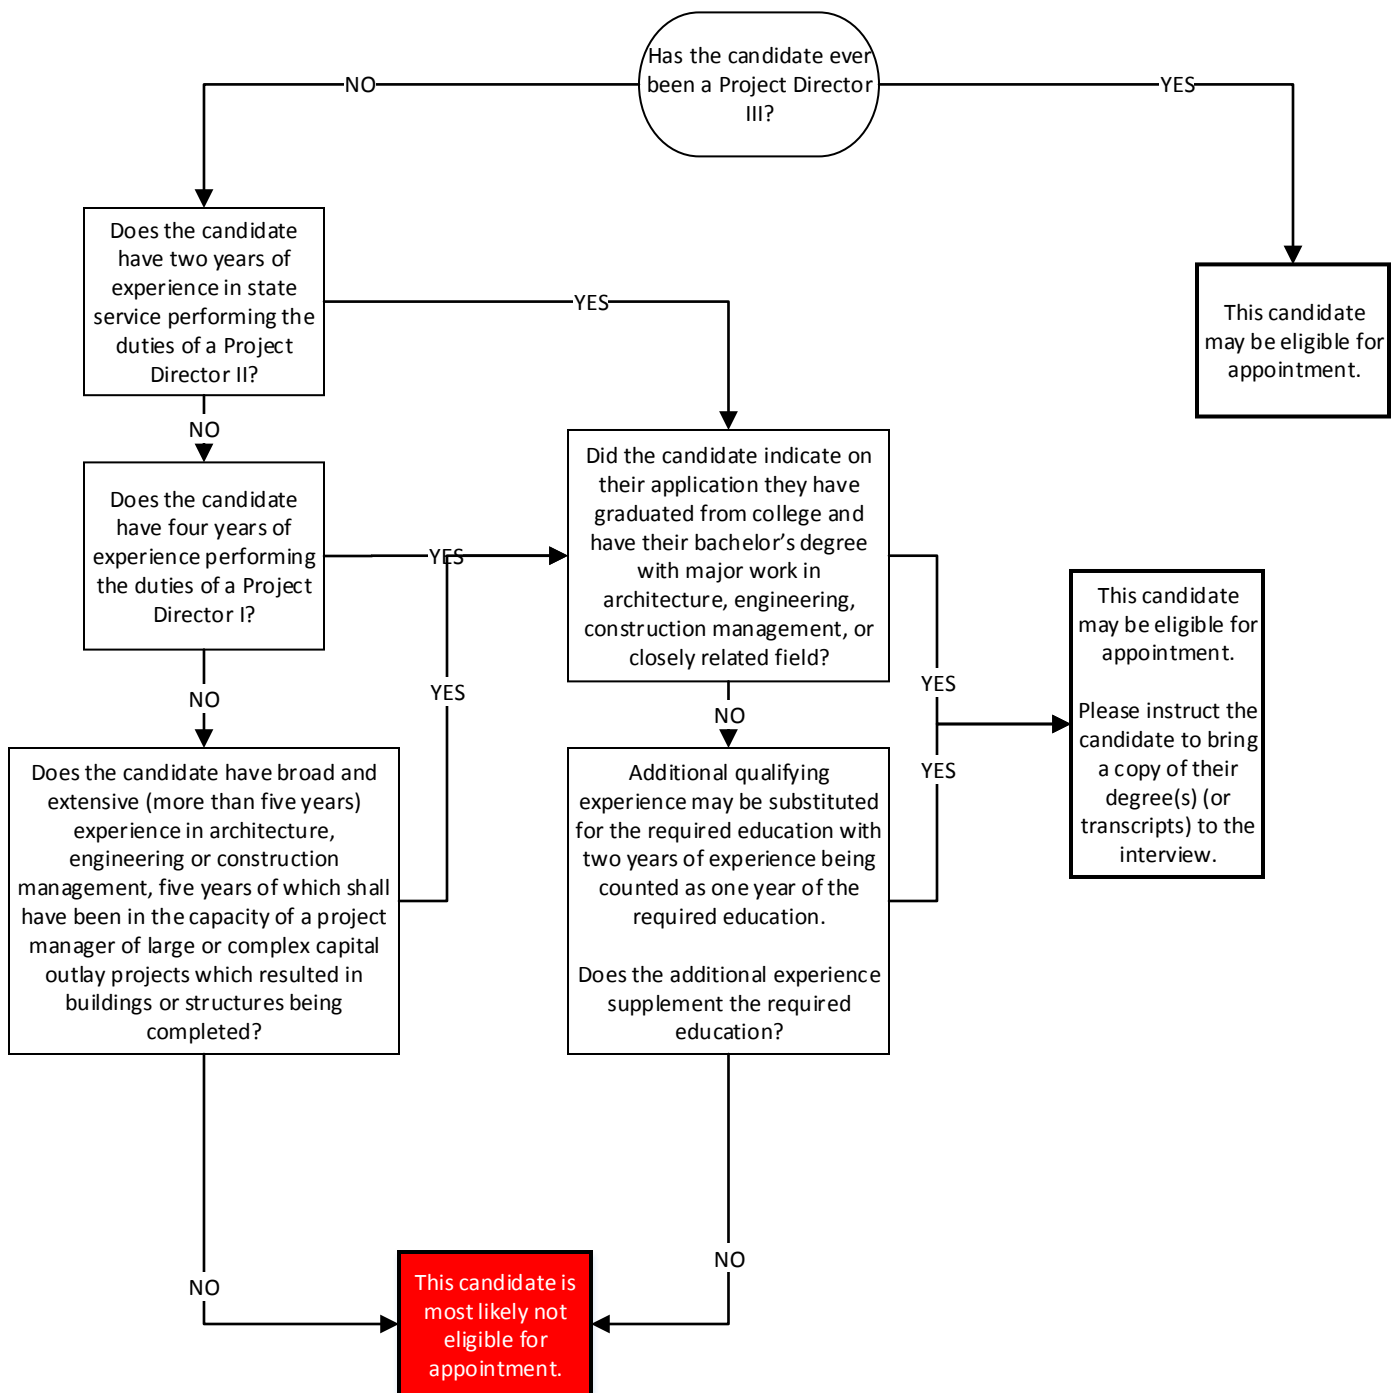 Has the candidate ever
been a Project Director
III?
NO
YES
Does the candidate
have two years of
experience in state
service performing the
duties of a Project
Director II?
YES
This candidate
may be eligible for
appointment.
NO
Does the candidate
have four years of
experience performing
the duties of a Project
Director I?
YES
Did the candidate indicate on
their application they have
graduated from college and
have their bachelor’s degree
with major work in
architecture, engineering,
construction management, or
closely related field?
YES
This candidate
may be eligible for
appointment.
Please instruct the
candidate to bring
a copy of their
degree(s) (or
transcripts) to the
interview.
NO
YES
NO
YES
Does the candidate have broad and
extensive (more than five years)
experience in architecture,
engineering or construction
management, five years of which shall
have been in the capacity of a project
manager of large or complex capital
outlay projects which resulted in
buildings or structures being
completed?
Additional qualifying
experience may be substituted
for the required education with
two years of experience being
counted as one year of the
required education.
Does the additional experience
supplement the required
education?
NO
NO
This candidate is
most likely not
eligible for
appointment.